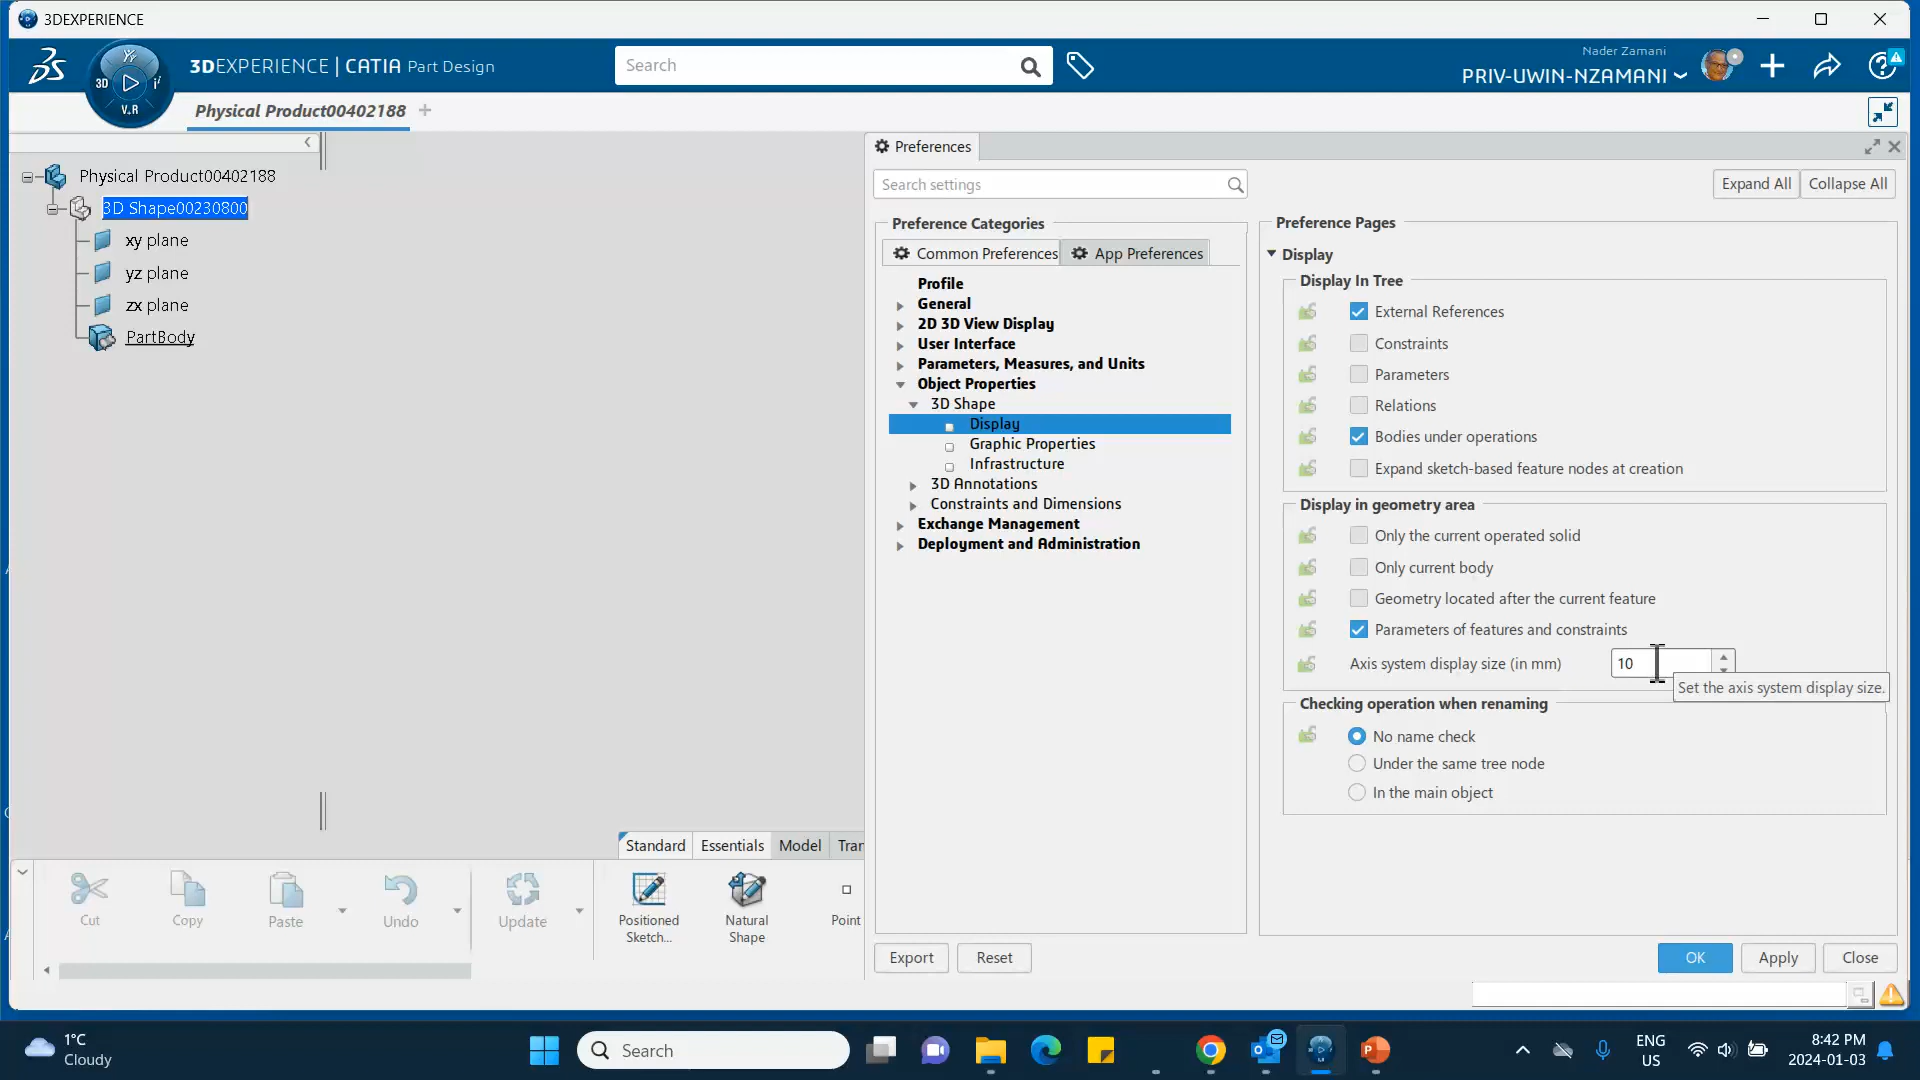 3DEXPERIENCE
3DEXPERIENCE | CATIA Part Design
Search
Nader Zamani
PRIV-UWIN-NZAMANI
3D
V.R
Physical Product00402188
Physical Product00402188
3D Shape00230800
xy plane
yz plane
zx plane
PartBody
Preferences
Search settings
Expand All
Collapse All
Preference Categories
Common Preferences
App Preferences
Profile
General
2D 3D View Display
User Interface
Parameters, Measures, and Units
Object Properties
3D Shape
Display
Graphic Properties
Infrastructure
3D Annotations
Constraints and Dimensions
Exchange Management
Deployment and Administration
Preference Pages
Display
Display In Tree
External References
Constraints
Parameters
Relations
Bodies under operations
Expand sketch-based feature nodes at creation
Display in geometry area
Only the current operated solid
Only current body
Geometry located after the current feature
Parameters of features and constraints
Axis system display size (in mm)
10
Set the axis system display size.
Checking operation when renaming
No name check
Under the same tree node
In the main object
Export
Reset
OK
Apply
Close
Standard
Essentials
Model
Tran
Cut
Copy
Paste
Undo
Update
Positioned
Sketch...
Natural
Shape
Point
1°C
Cloudy
Search
ENG
US
8:42 PM
2024-01-03